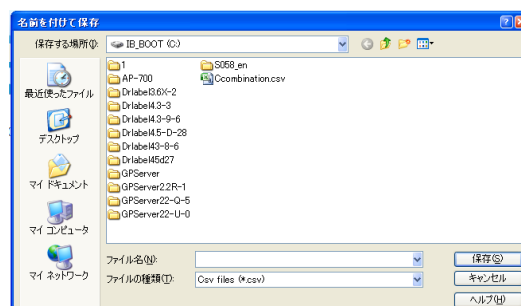 名前を付けて保存
保存する場所(I):
IB_BOOT (C:)
最近使ったファイル
デスクトップ
マイ ドキュメント
マイ コンピュータ
マイ ネットワーク
1
AP-700
Drlabel3.6X-2
Drlabel4.3-3
Drlabel4.3-9-6
Drlabel4.5-D-28
Drlabel43-8-6
Drlabel45d27
GPServer
GPServer2.2R-1
GPServer22-Q-5
GPServer22-U-0
S058_en
Ccombination.csv
ファイル名(N):
保存(S)
ファイルの種類(T):
Csv files (*.csv)
キャンセル
ヘルプ(H)